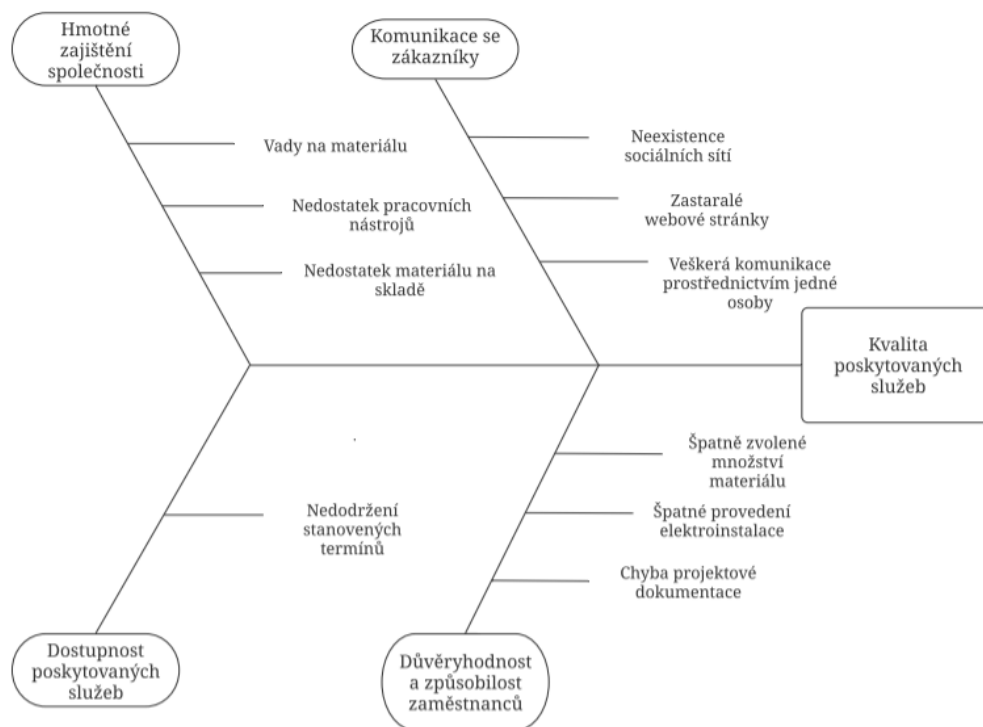 Hmotné
zajištění
společnosti
Komunikace se
zákazníky
Vady na materiálu
Nedostatek pracovních
nástrojů
Nedostatek materiálu na
skladě
Neexistence
sociálních sítí
Zastaralé
webové stránky
Veškerá komunikace
prostřednictvím jedné
osoby
Kvalita
poskytovaných
služeb
Nedodržení
stanovených
termínů
Špatně zvolené
množství
materiálu
Špatné provedení
elektroinstalace
Chyba projektové
dokumentace
Dostupnost
poskytovaných
služeb
Důvěryhodnost
a způsobilost
zaměstnanců